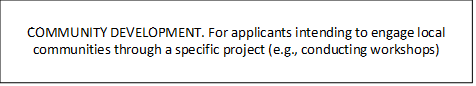 COMMUNITY DEVELOPMENT. For applicants intending to engage local
communities through a specific project (e.g., conducting workshops)